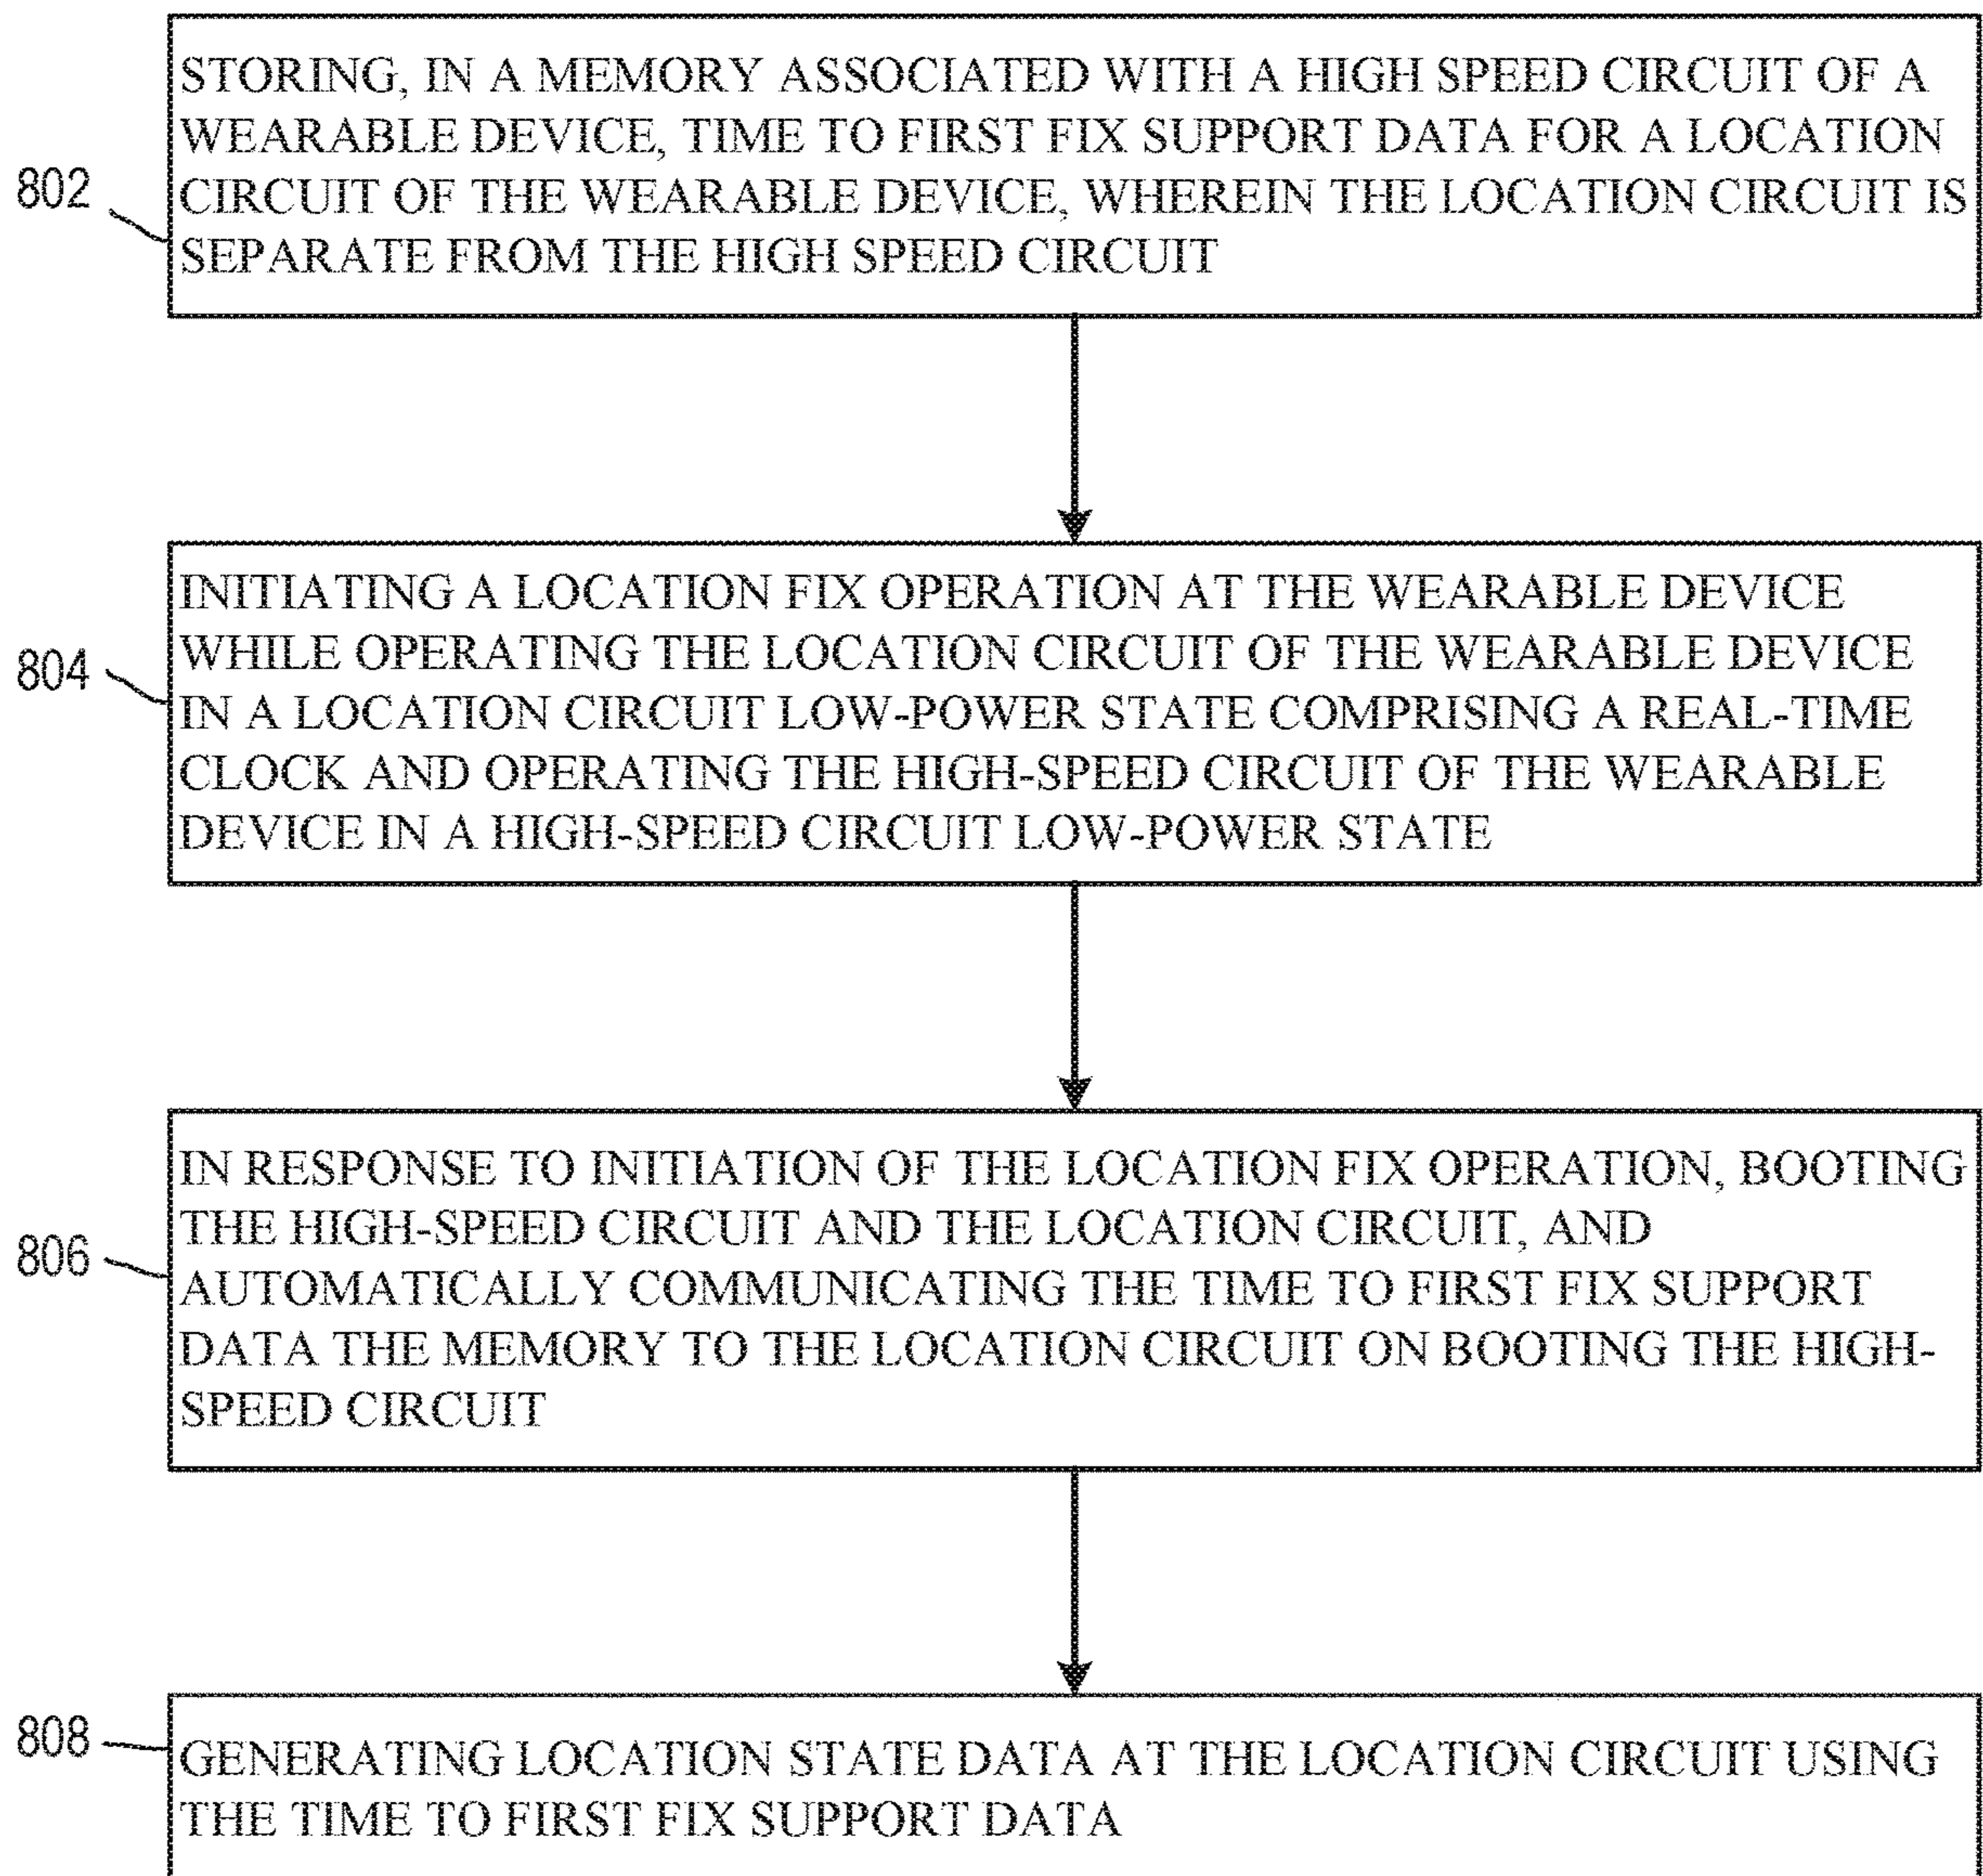 STORING, IN A MEMORY ASSOCIATED WITH A HIGH SPEED CIRCUIT OF A
WEARABLE DEVICE, TIME TO FIRST FIX SUPPORT DATA FOR A LOCATION
802
CIRCUIT OF THE WEARABLE DEVICE, WHEREIN THE LOCATION CIRCUIT IS
SEPARATE FROM THE HIGH SPEED CIRCUIT
INITIATING A LOCATION FIX OPERATION AT THE WEARABLE DEVICE
WHILE OPERATING THE LOCATION CIRCUIT OF THE WEARABLE DEVICE
804
IN A LOCATION CIRCUIT LOW-POWER STATE COMPRISING A REAL-TIME
CLOCK AND OPERATING THE HIGH-SPEED CIRCUIT OF THE WEARABLE
DEVICE IN A HIGH-SPEED CIRCUIT LOW-POWER STATE
IN RESPONSE TO INITIATION OF THE LOCATION FIX OPERATION, BOOTING
THE HIGH-SPEED CIRCUIT AND THE LOCATION CIRCUIT, AND
806
AUTOMATICALLY COMMUNICATING THE TIME TO FIRST FIX SUPPORT
DATA THE MEMORY TO THE LOCATION CIRCUIT ON BOOTING THE HIGH-
SPEED CIRCUIT
808
GENERATING LOCATION STATE DATA AT THE LOCATION CIRCUIT USING
THE TIME TO FIRST FIX SUPPORT DATA